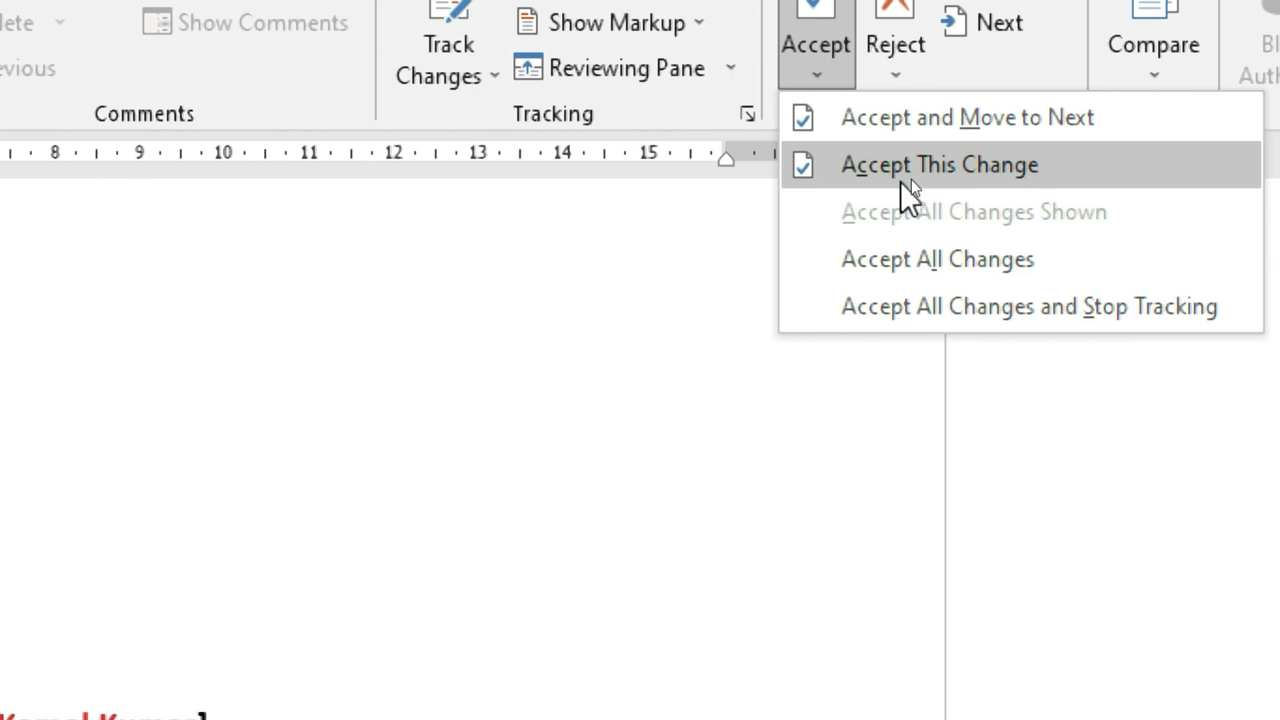 Show Comments
Track
Changes
Show Markup
Reviewing Pane
Accept
Reject
Next
Compare
Comments
Tracking
8 9 10 11 12 13 14 15
Accept and Move to Next
Accept This Change
Accept All Changes Shown
Accept All Changes
Accept All Changes and Stop Tracking